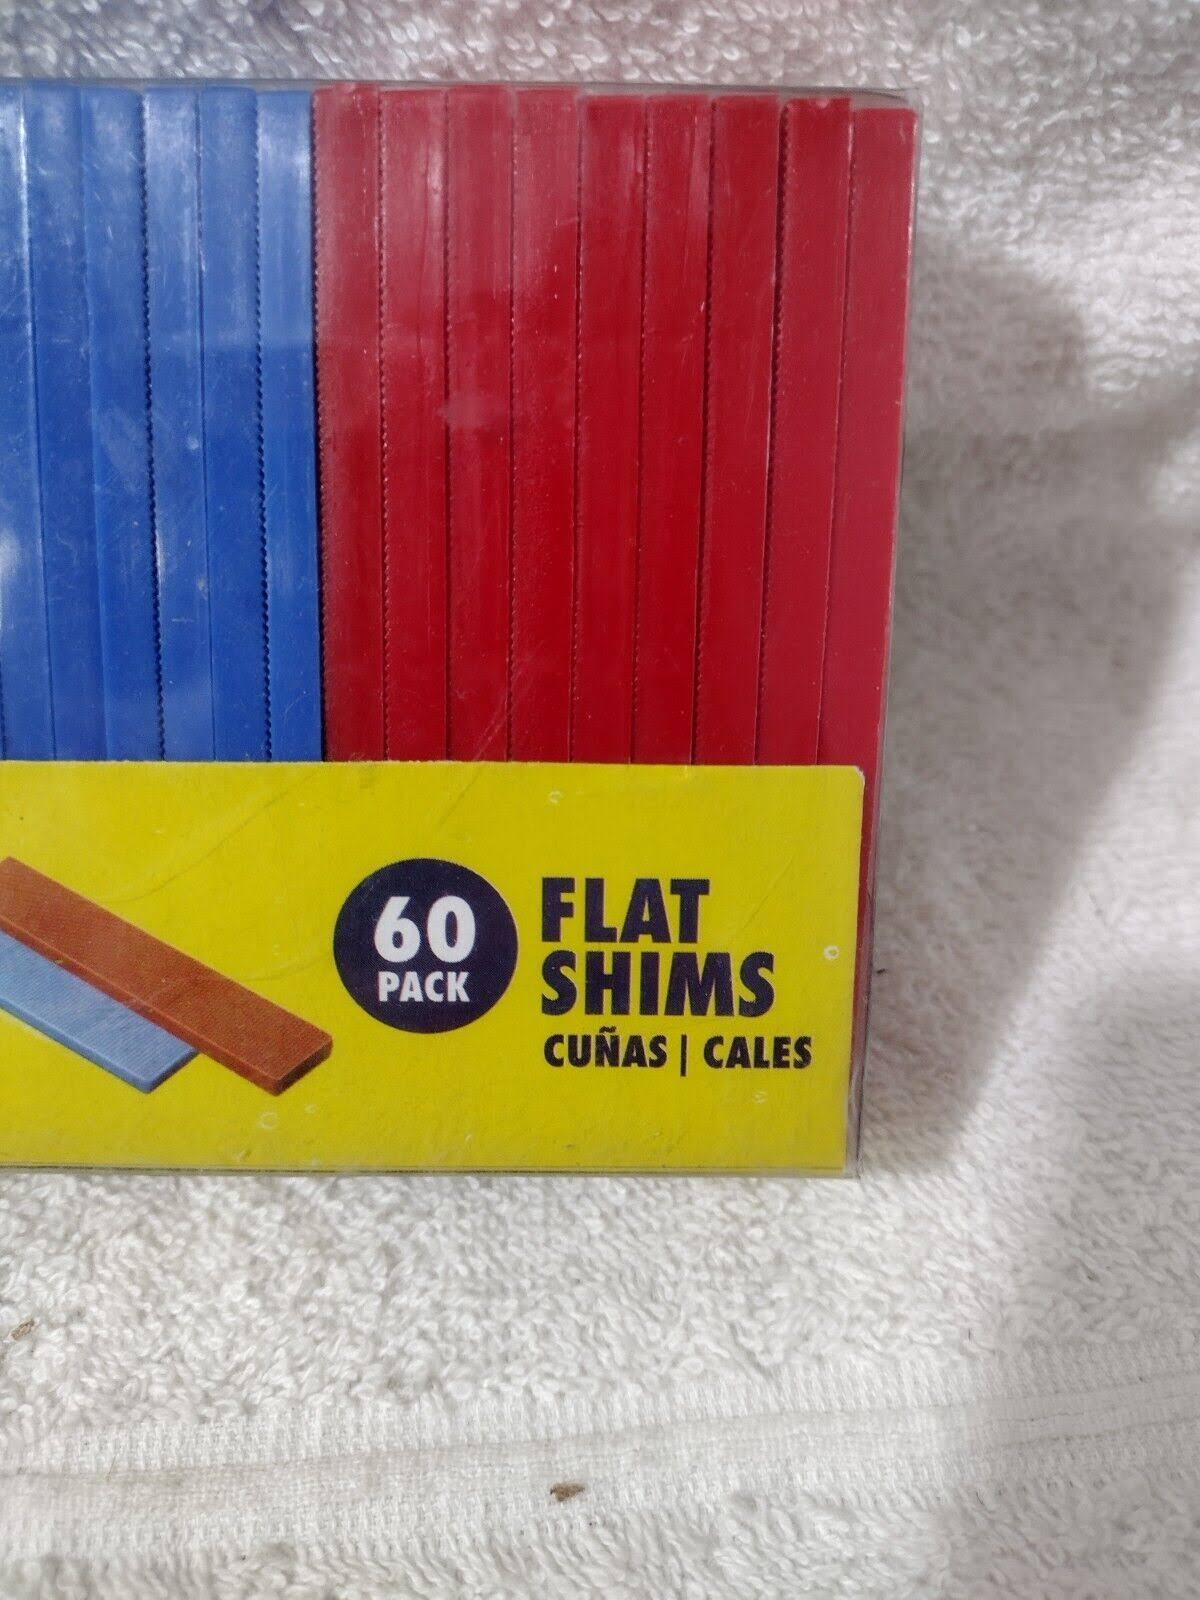 60
PACK
FLAT
SHIMS
CUÑAS | CALES